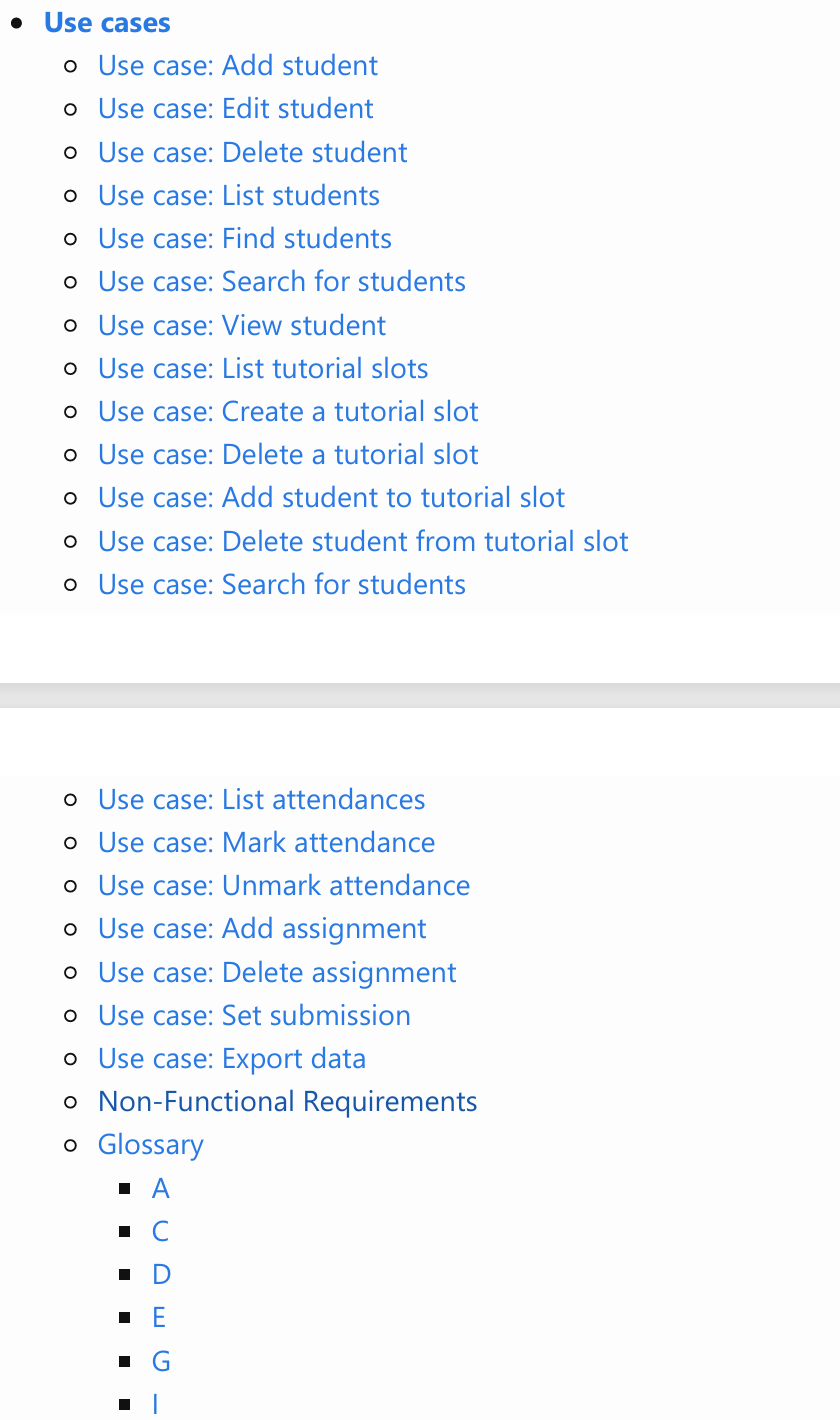 Use cases
Use case: Add student
Use case: Edit student
Use case: Delete student
Use case: List students
Use case: Find students
Use case: Search for students
Use case: View student
Use case: List tutorial slots
Use case: Create a tutorial slot
Use case: Delete a tutorial slot
Use case: Add student to tutorial slot
Use case: Delete student from tutorial slot
Use case: Search for students
Use case: List attendances
Use case: Mark attendance
Use case: Unmark attendance
Use case: Add assignment
Use case: Delete assignment
Use case: Set submission
Use case: Export data
Non-Functional Requirements
Glossary
A
C
D
E
G
I